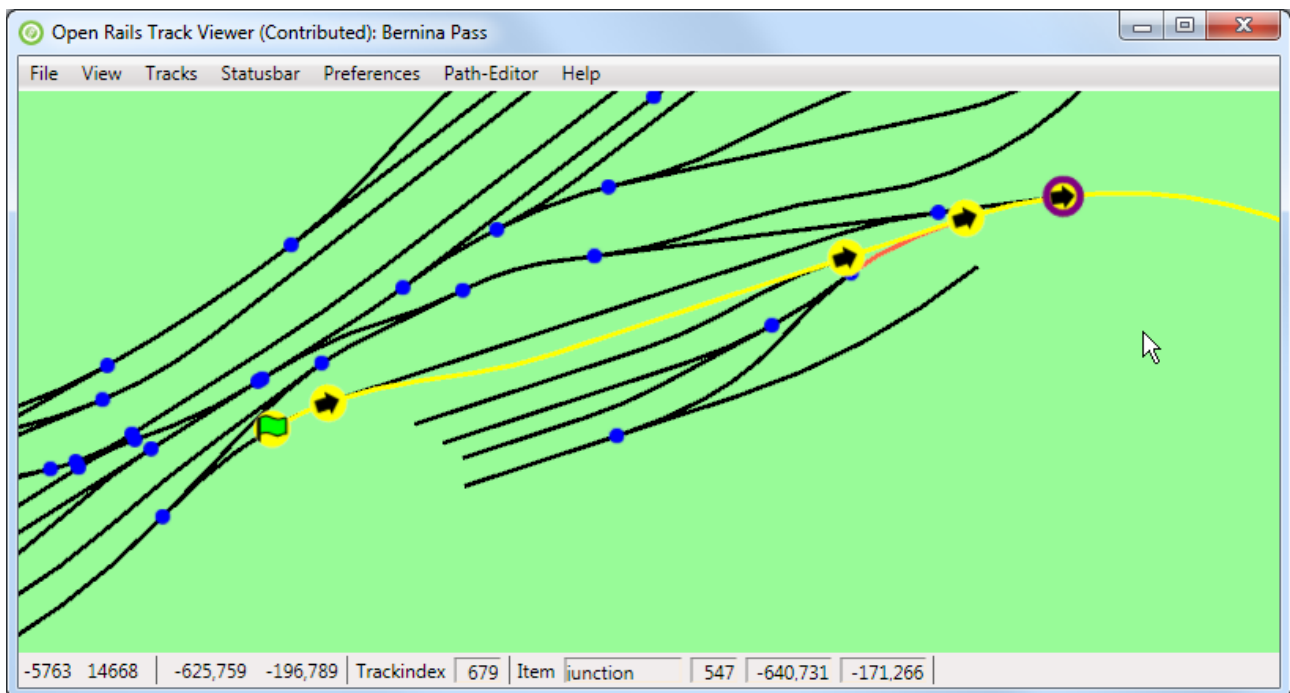 Open Rails Track Viewer (Contributed): Bernina Pass
File View Tracks Statusbar Preferences Path-Editor Help
-5763 14668 -625,759 -196,789 Trackindex 679 Item junction 547 -640,731 -171,266